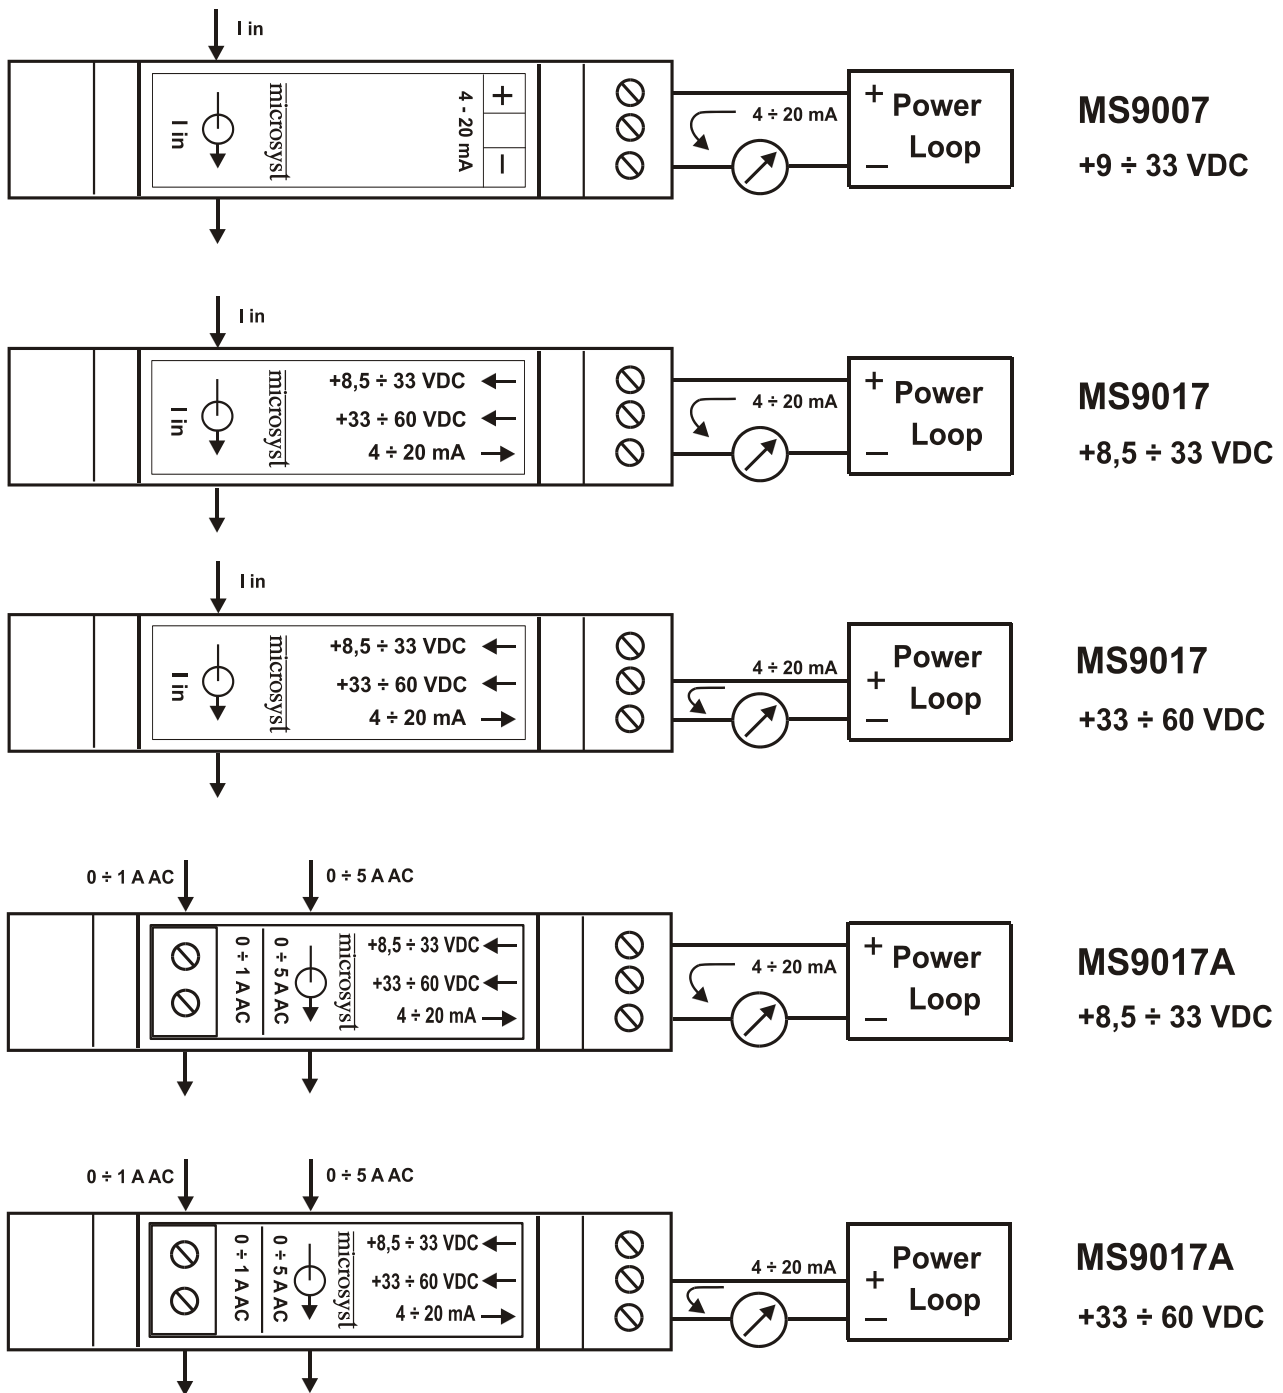 I in
I in
microsyst
4 - 20 mA
+
−
4 ÷ 20 mA
+ Power
Loop
−
MS9007
+9 ÷ 33 VDC
I in
I in
microsyst
+8,5 ÷ 33 VDC
+33 ÷ 60 VDC
4 ÷ 20 mA
4 ÷ 20 mA
+ Power
Loop
−
MS9017
+8,5 ÷ 33 VDC
I in
I in
microsyst
+8,5 ÷ 33 VDC
+33 ÷ 60 VDC
4 ÷ 20 mA
4 ÷ 20 mA
Power
+ Loop
−
MS9017
+33 ÷ 60 VDC
0 ÷ 1 A AC
0 ÷ 5 A AC
0 ÷ 1 A AC
0 ÷ 5 A AC
microsyst
+8,5 ÷ 33 VDC
+33 ÷ 60 VDC
4 ÷ 20 mA
4 ÷ 20 mA
+ Power
Loop
−
MS9017A
+8,5 ÷ 33 VDC
0 ÷ 1 A AC
0 ÷ 5 A AC
0 ÷ 1 A AC
0 ÷ 5 A AC
microsyst
+8,5 ÷ 33 VDC
+33 ÷ 60 VDC
4 ÷ 20 mA
4 ÷ 20 mA
Power
+ Loop
−
MS9017A
+33 ÷ 60 VDC